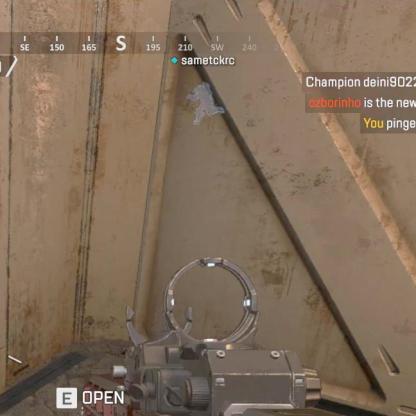 SE 150 165 S 195 210 SW 240
sametckrc
Champion deini9022
ozborinho is the new
You pinge
E OPEN